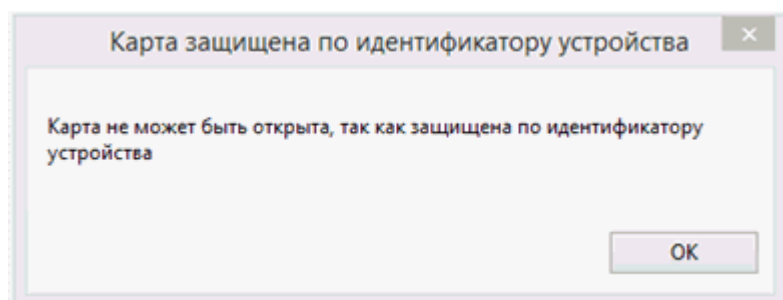 Карта защищена по идентификатору устройства
Карта не может быть открыта, так как защищена по идентификатору
устройства
OK